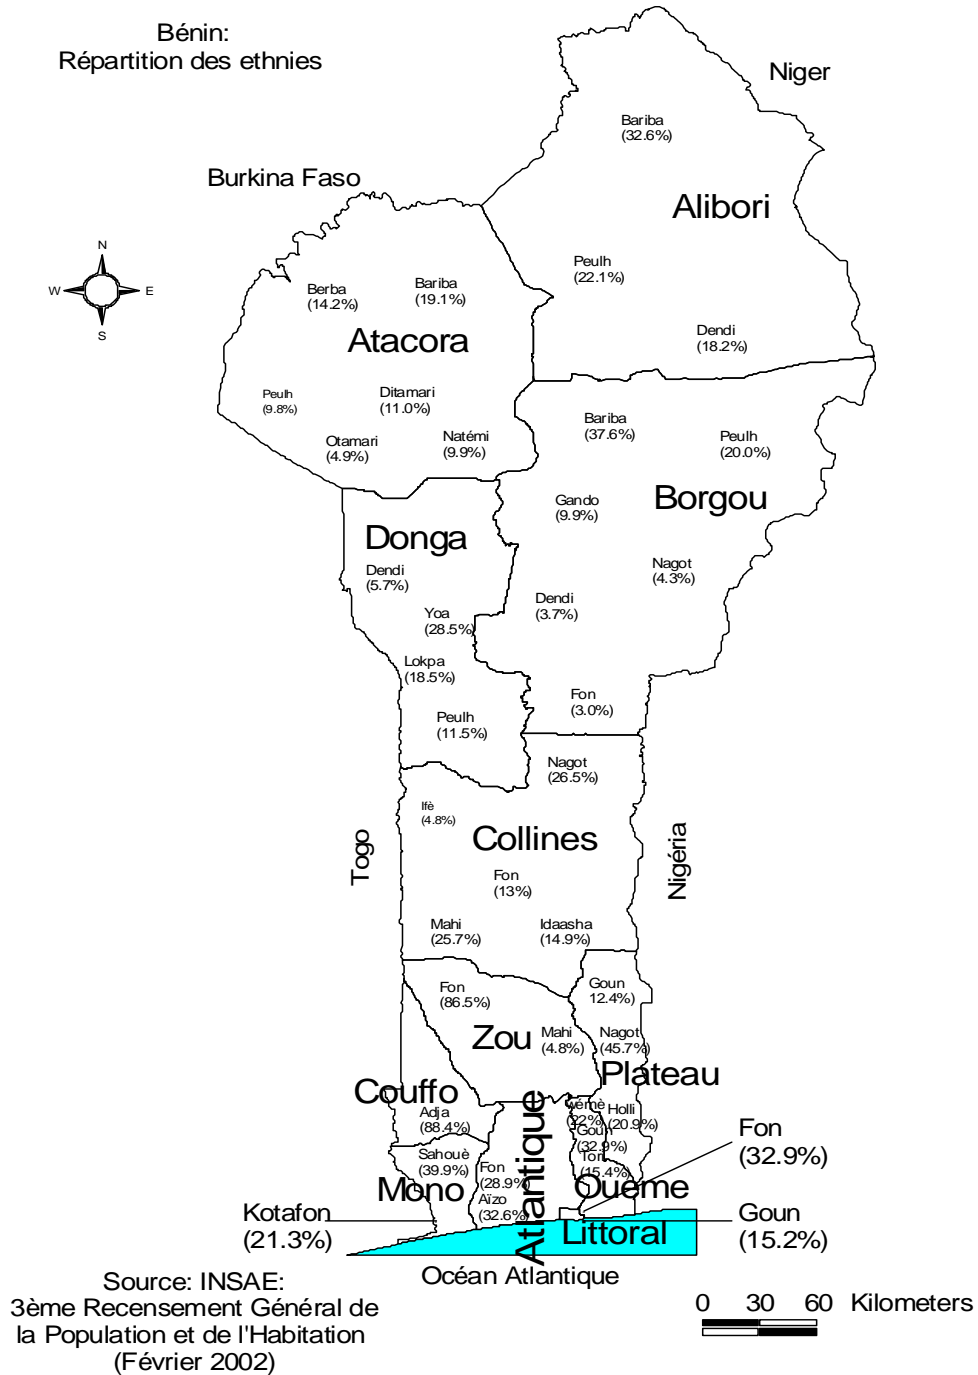 Bénin:
Répartition des ethnies
Niger
Burkina Faso
N
W
E
S
Bariba
(32.6%)
Alibori
Peulh
(22.1%)
Dendi
(18.2%)
Berba
(14.2%)
Bariba
(19.1%)
Atacora
Peulh
(9.8%)
Ditamari
(11.0%)
Otamari
(4.9%)
Natémi
(9.9%)
Bariba
(37.6%)
Peulh
(20.0%)
Borgou
Gando
(9.9%)
Nagot
(4.3%)
Dendi
(3.7%)
Fon
(3.0%)
Donga
Dendi
(5.7%)
Yoa
(28.5%)
Lokpa
(18.5%)
Peulh
(11.5%)
Togo
Nigéria
Nagot
(26.5%)
Ifè
(4.8%)
Collines
Fon
(13%)
Mahi
(25.7%)
Idaasha
(14.9%)
Fon
(86.5%)
Zou
Mahi
(4.8%)
Goun
12.4%)
Nagot
(45.7%)
Plateau
Holli
(20.9%)
Couffo
Adja
(88.4%)
Sahouè
(39.9%)
Mono
Kotafon
(21.3%)
Atlantique
Fon
(28.9%)
Aïzo
(32.6%)
(22%)
Goun
(32.9%)
Tori
(15.4%)
Ouémé
Fon
(32.9%)
Goun
(15.2%)
Littoral
Océan Atlantique
Source: INSAE:
3ème Recensement Général de
la Population et de l'Habitation
(Février 2002)
0 30 60 Kilometers